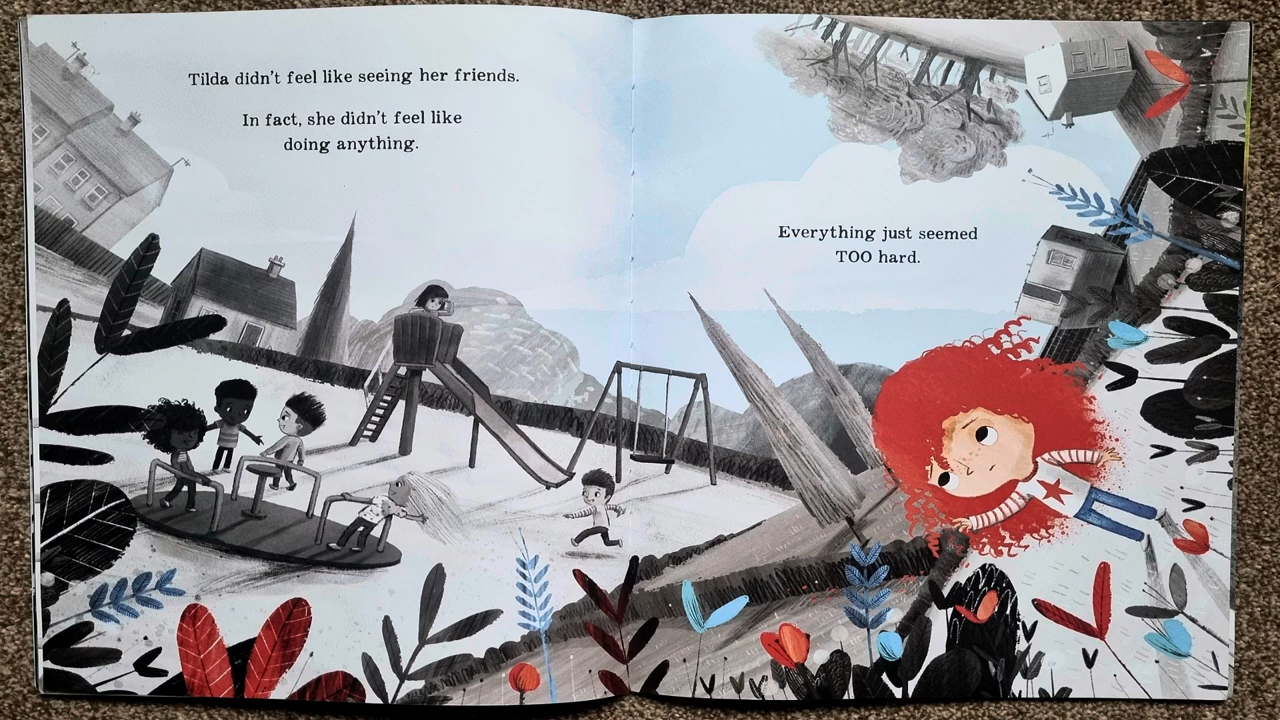 Tilda didn't feel like seeing her friends.
In fact, she didn't feel like
doing anything.
Everything just seemed
TOO hard.